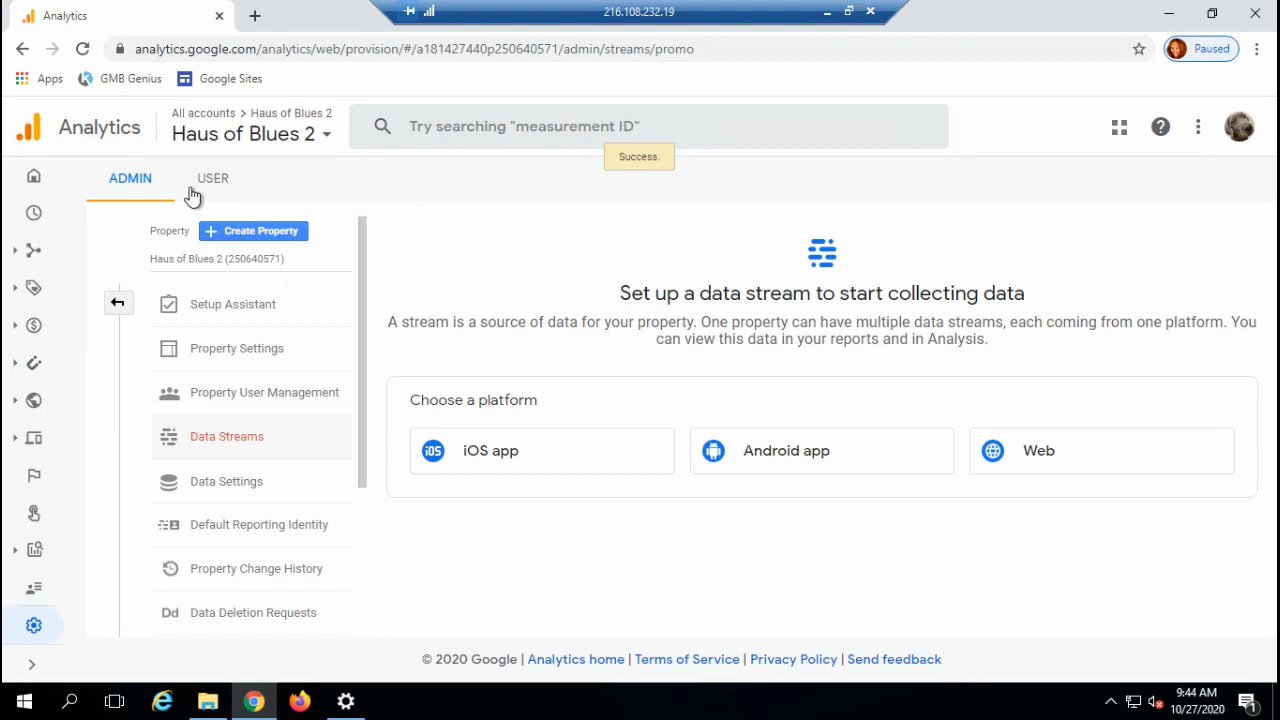 Analytics
216.108.232.19
analytics.google.com/analytics/web/provision/#/a181427440p250640571/admin/streams/promo
Paused
Apps
GMB Genius
Google Sites
Analytics
All accounts > Haus of Blues 2
Haus of Blues 2
Try searching "measurement ID"
Success.
ADMIN
USER
Property
+ Create Property
Haus of Blues 2 (250640571)
Setup Assistant
Property Settings
Property User Management
Data Streams
Data Settings
Default Reporting Identity
Property Change History
Dd Data Deletion Requests
Set up a data stream to start collecting data
A stream is a source of data for your property. One property can have multiple data streams, each coming from one platform. You
can view this data in your reports and in Analysis.
Choose a platform
iOS iOS app
Android app
Web
© 2020 Google | Analytics home | Terms of Service | Privacy Policy | Send feedback
9:44 AM
10/27/2020
1